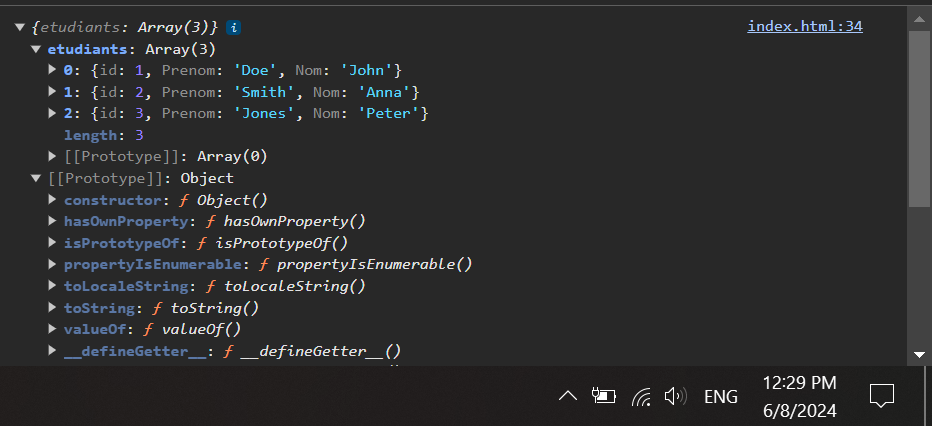 ▼ {etudiants: Array(3)} i index.html:34
▼ etudiants: Array(3)
▶ 0: {id: 1, Prenom: 'Doe', Nom: 'John'}
▶ 1: {id: 2, Prenom: 'Smith', Nom: 'Anna'}
▶ 2: {id: 3, Prenom: 'Jones', Nom: 'Peter'}
length: 3
▶ [[Prototype]]: Array(0)
▼ [[Prototype]]: Object
▶ constructor: ƒ Object()
▶ hasOwnProperty: ƒ hasOwnProperty()
▶ isPrototypeOf: ƒ isPrototypeOf()
▶ propertyIsEnumerable: ƒ propertyIsEnumerable()
▶ toLocaleString: ƒ toLocaleString()
▶ toString: ƒ toString()
▶ valueOf: ƒ valueOf()
▶ __defineGetter__: ƒ __defineGetter__()
ENG
12:29 PM
6/8/2024